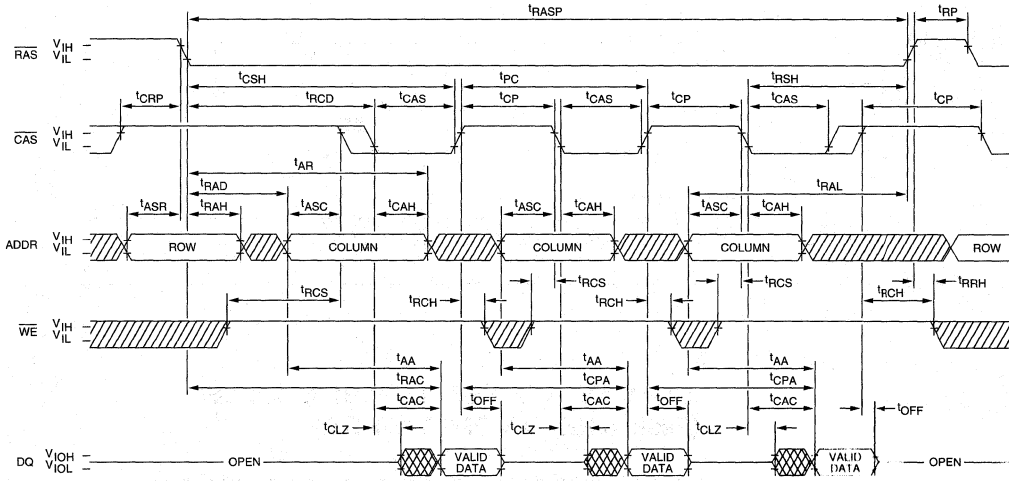 tRASP tRP
RAS VIH
VIL
tCSH tPC tRSH
tCRP tRCD tCAS tCP tCAS tCP tCAS tCP
CAS VIH
VIL
tAR
tRAD tRAL
tASR tRAH tASC tCAH tASC tCAH tASC tCAH
ADDR VIH
VIL
ROW COLUMN COLUMN COLUMN ROW
tRCS tRCH tRCS tRCH tRCS tRCH tRRH
WE VIH
VIL
tAA tAA tAA
tRAC tCPA tCPA
tCAC tOFF tCAC tOFF tCAC tOFF
tCLZ tCLZ tCLZ
DQ VIOH
VIOL
OPEN VALID DATA VALID DATA VALID DATA OPEN